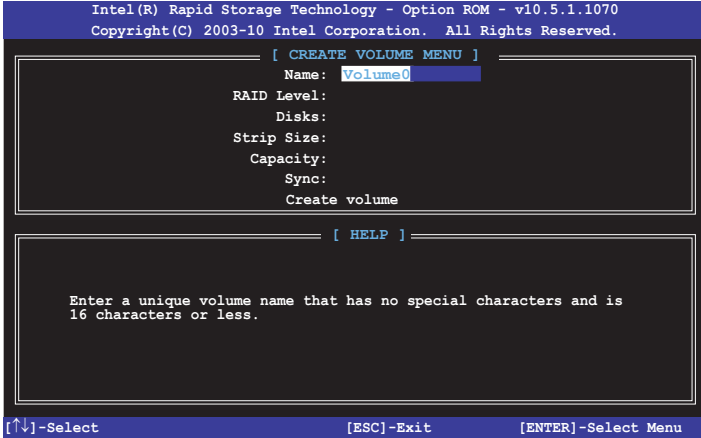 Intel(R) Rapid Storage Technology - Option ROM - v10.5.1.1070
Copyright(C) 2003-10 Intel Corporation.  All Rights Reserved.
[ CREATE VOLUME MENU ]
Name: Volume0
RAID Level:
Disks:
Strip Size:
Capacity:
Sync:
Create volume
[ HELP ]
Enter a unique volume name that has no special characters and is
16 characters or less.
[↑↓]-Select [ESC]-Exit [ENTER]-Select Menu